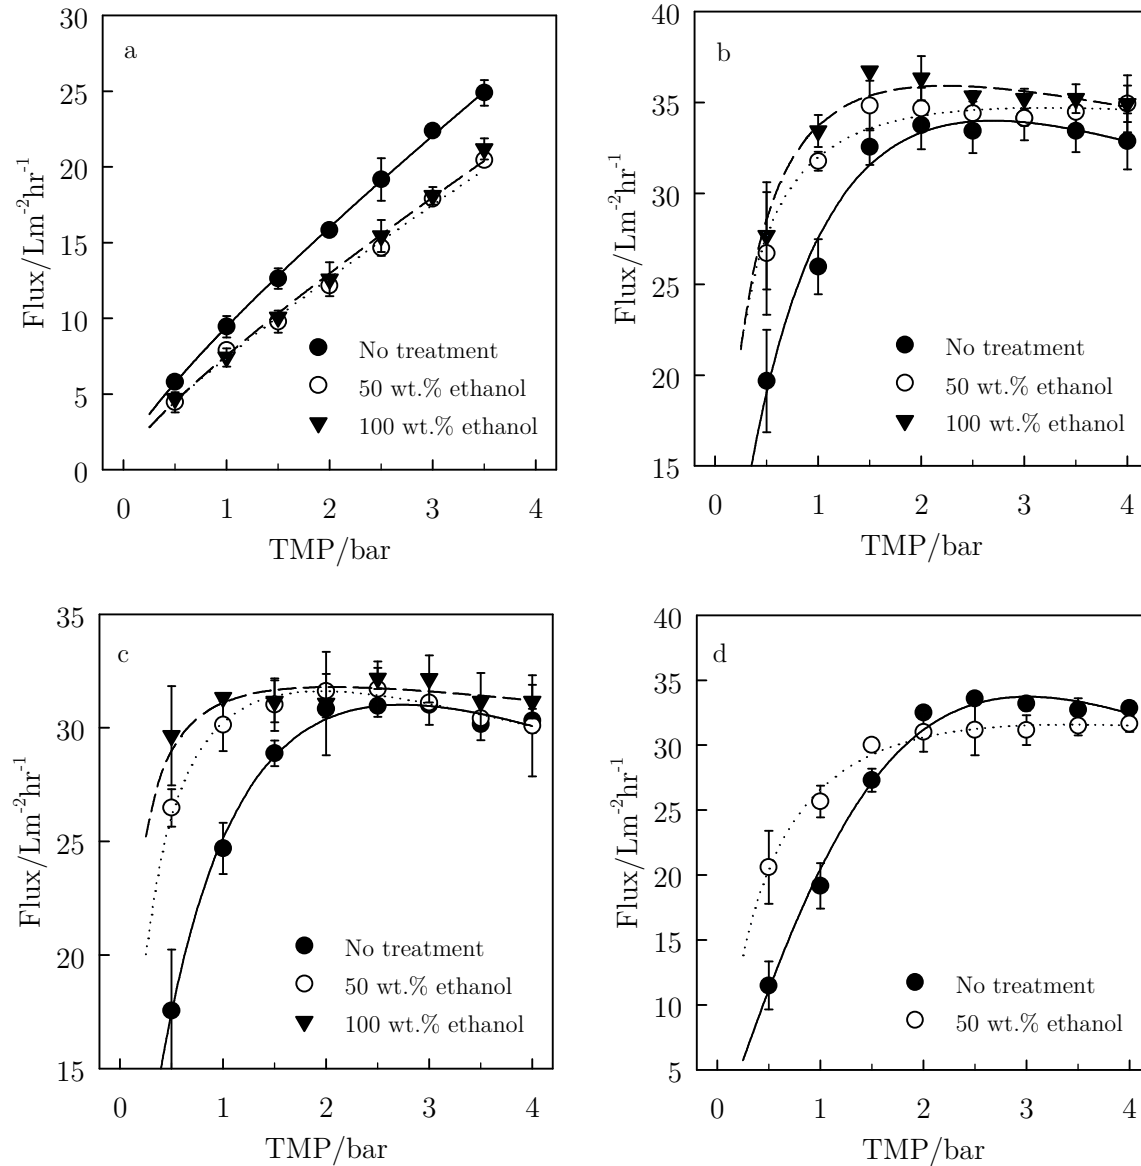 a
30
25
20
15
10
5
0
Flux/Lm-2hr-1
No treatment
50 wt.% ethanol
100 wt.% ethanol
0 1 2 3 4
TMP/bar
b
40
35
30
25
20
15
Flux/Lm-2hr-1
No treatment
50 wt.% ethanol
100 wt.% ethanol
0 1 2 3 4
TMP/bar
c
35
30
25
20
15
Flux/Lm-2hr-1
No treatment
50 wt.% ethanol
100 wt.% ethanol
0 1 2 3 4
TMP/bar
d
40
35
30
25
20
15
10
5
Flux/Lm-2hr-1
No treatment
50 wt.% ethanol
0 1 2 3 4
TMP/bar